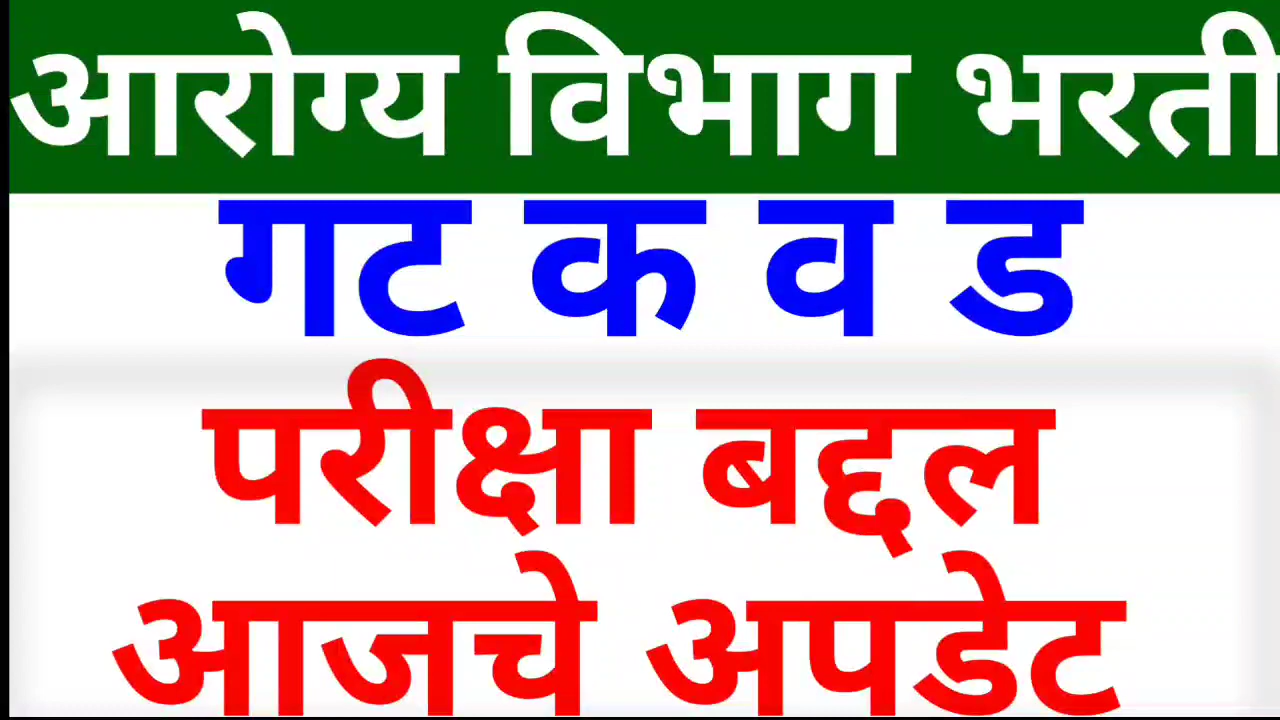 आरोग्य विभाग भरती
गट क व ड
परीक्षा बद्दल
आजचे अपडेट